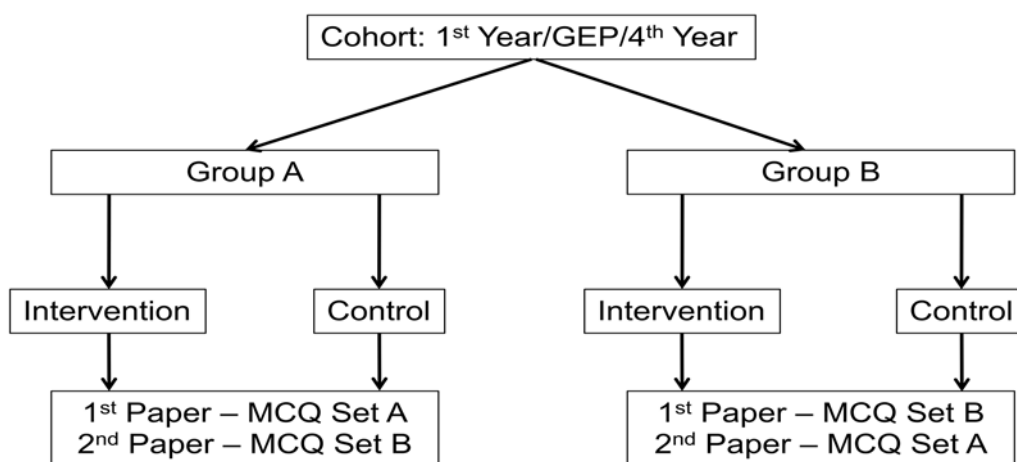 Cohort: 1st Year/GEP/4th Year
Group A
Group B
Intervention
Control
Intervention
Control
1st Paper – MCQ Set A
2nd Paper – MCQ Set B
1st Paper – MCQ Set B
2nd Paper – MCQ Set A